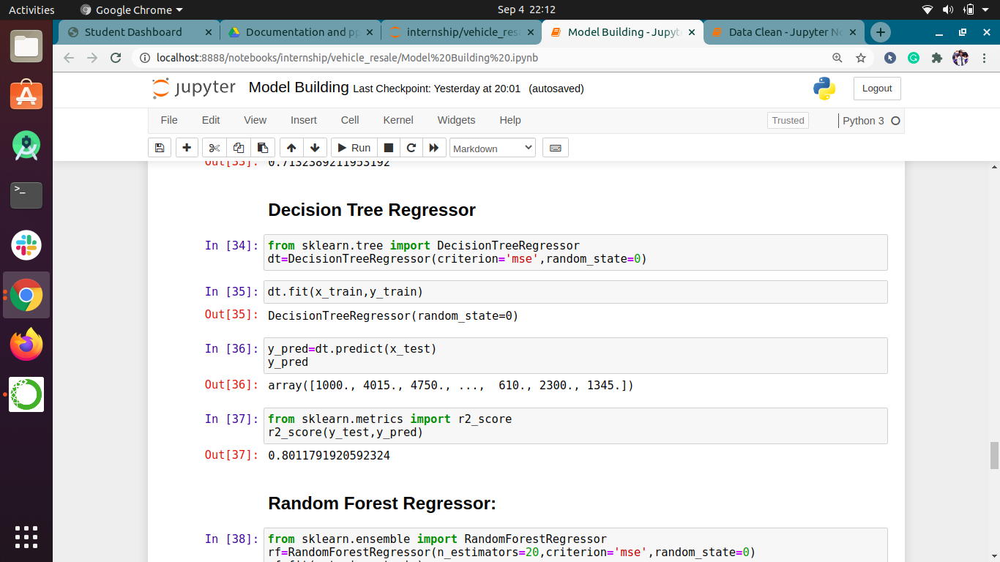 Activities
Google Chrome
Sep 4 22:12
Student Dashboard
Documentation and pp
internship/vehicle_res
Model Building - Jupyt
Data Clean - Jupyter No
localhost:8888/notebooks/internship/vehicle_resale/Model%20Building%20.ipynb
jupyter Model Building Last Checkpoint: Yesterday at 20:01 (autosaved)
Logout
File Edit View Insert Cell Kernel Widgets Help
Trusted
Python 3
Run
Markdown
Out[33]: 0.7132389211953192
Decision Tree Regressor
In [34]: from sklearn.tree import DecisionTreeRegressor
dt=DecisionTreeRegressor(criterion='mse',random_state=0)
In [35]: dt.fit(x_train,y_train)
Out[35]: DecisionTreeRegressor(random_state=0)
In [36]: y_pred=dt.predict(x_test)
y_pred
Out[36]: array([1000., 4015., 4750., ...,  610., 2300., 1345.])
In [37]: from sklearn.metrics import r2_score
r2_score(y_test,y_pred)
Out[37]: 0.8011791920592324
Random Forest Regressor:
In [38]: from sklearn.ensemble import RandomForestRegressor
rf=RandomForestRegressor(n_estimators=20,criterion='mse',random_state=0)